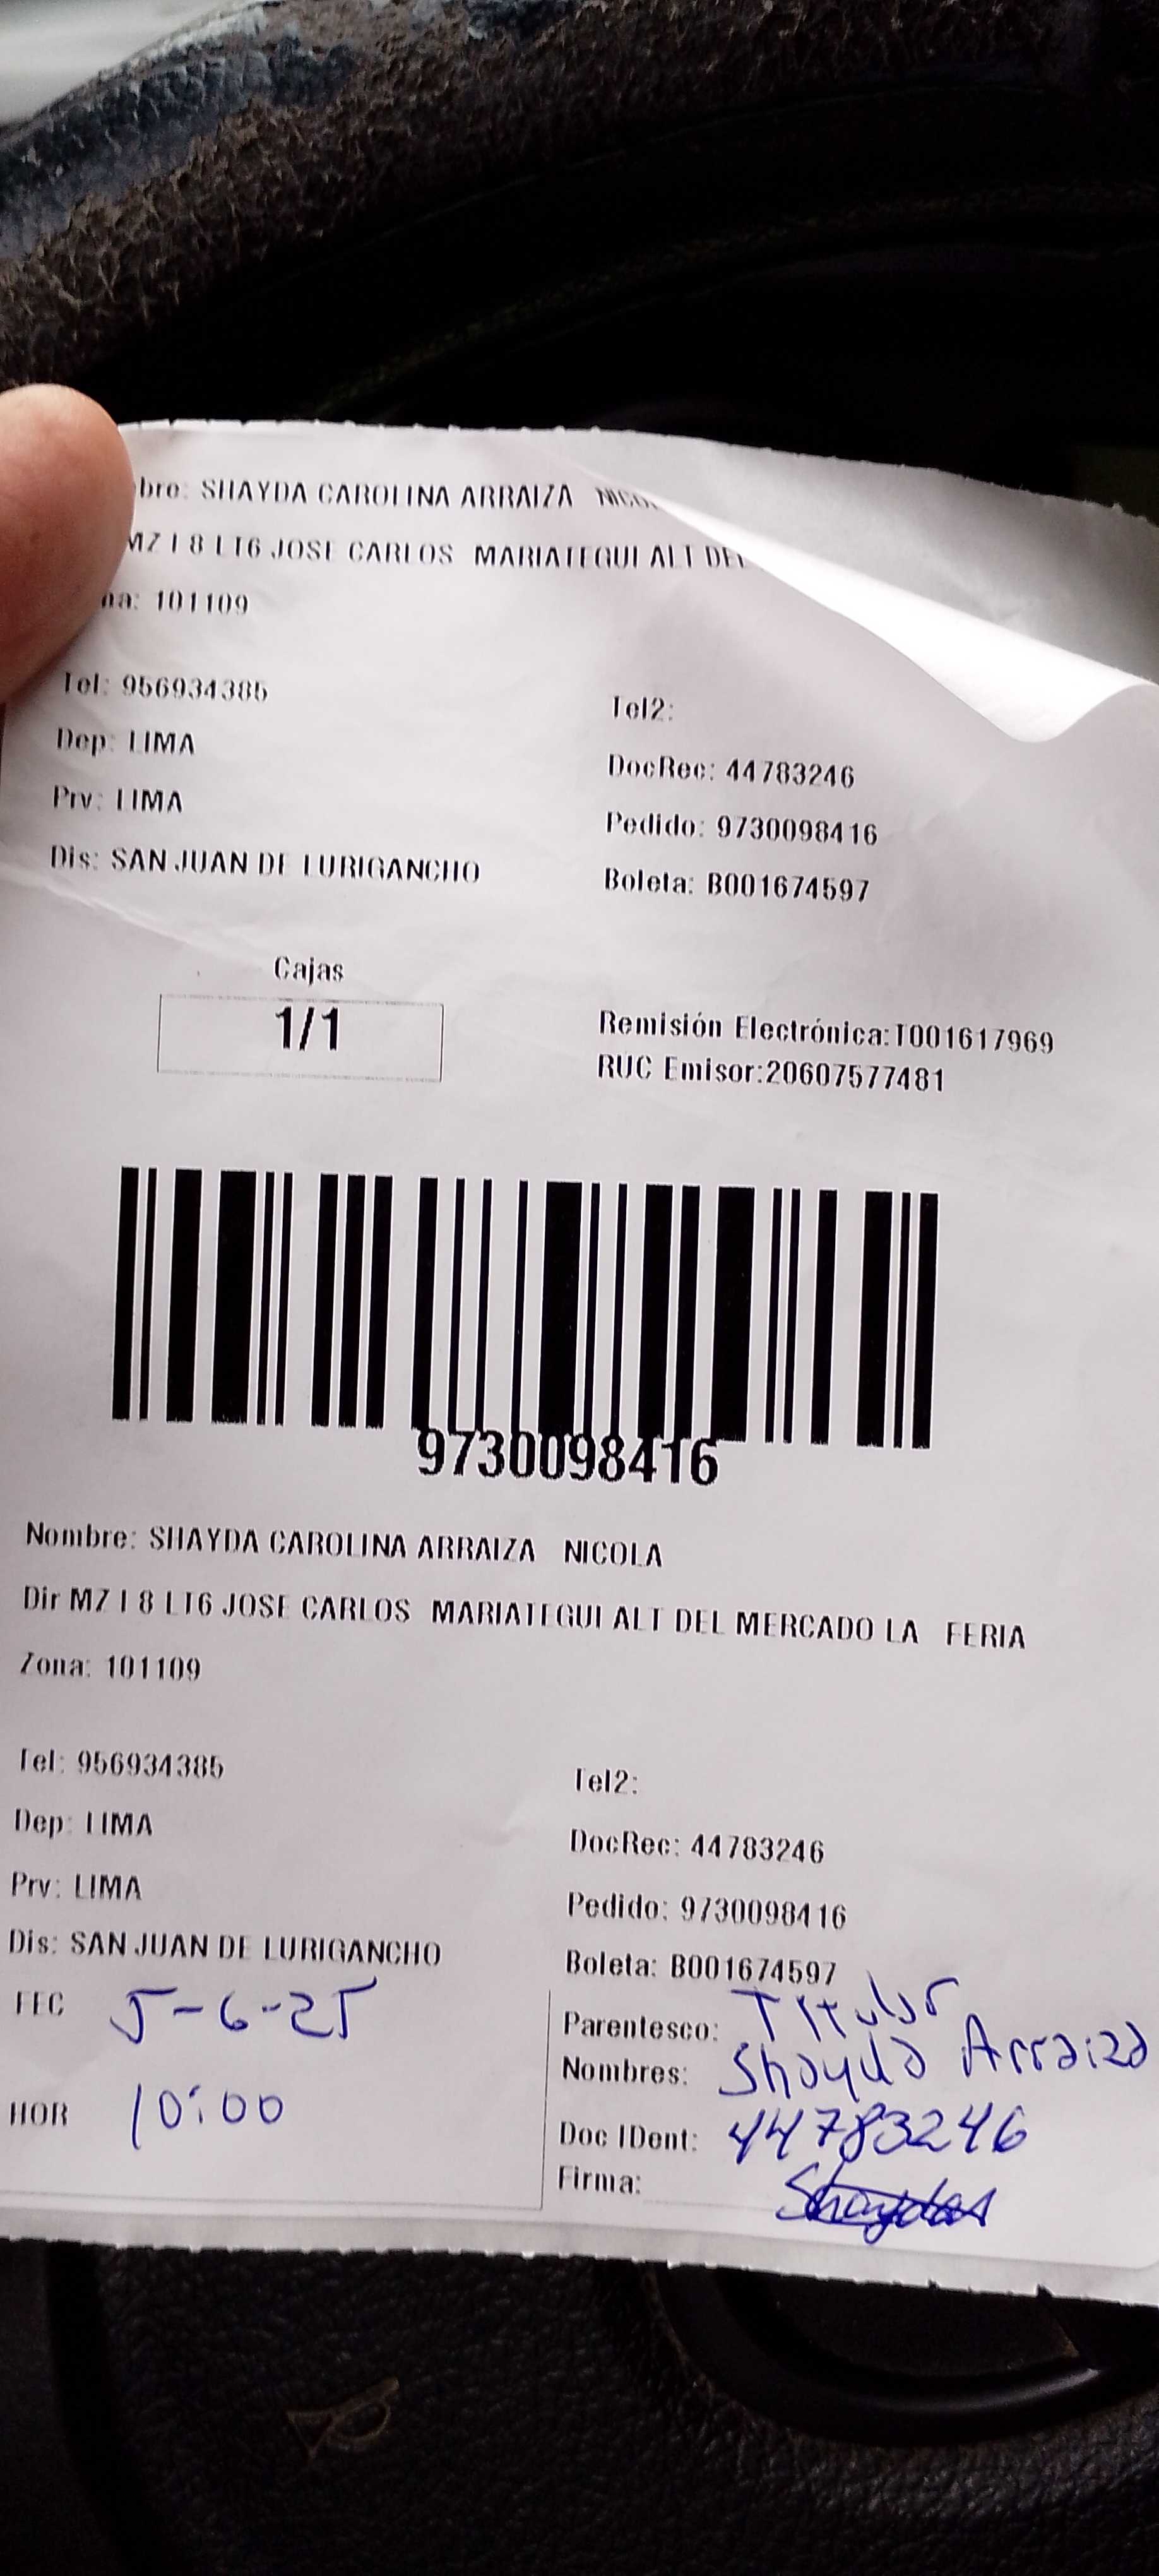 bre: SHAYDA CAROLINA ARRAIZA NICO
MZ I 8 LT6 JOSE CARLOS MARIATEGUI ALT DEL
na: 101109
Tel: 956934385
Tel2:
Dep: LIMA
DocRec: 44783246
Prv: LIMA
Pedido: 9730098416
Dis: SAN JUAN DE LURIGANCHO
Boleta: B001674597
Cajas
1/1
Remisión Electrónica:T001617969
RUC Emisor:20607577481
9730098416
Nombre: SHAYDA CAROLINA ARRAIZA NICOLA
Dir MZ I 8 LT6 JOSE CARLOS MARIATEGUI ALT DEL MERCADO LA FERIA
Zona: 101109
Tel: 956934385
Tel2:
Dep: LIMA
DocRec: 44783246
Prv: LIMA
Pedido: 9730098416
Dis: SAN JUAN DE LURIGANCHO
Boleta: B001674597
FEC 5-6-25
Parentesco: Titular
Nombres: Shayda Arraiza
HOR 10:00
Doc IDent: 44783246
Firma: Shayda